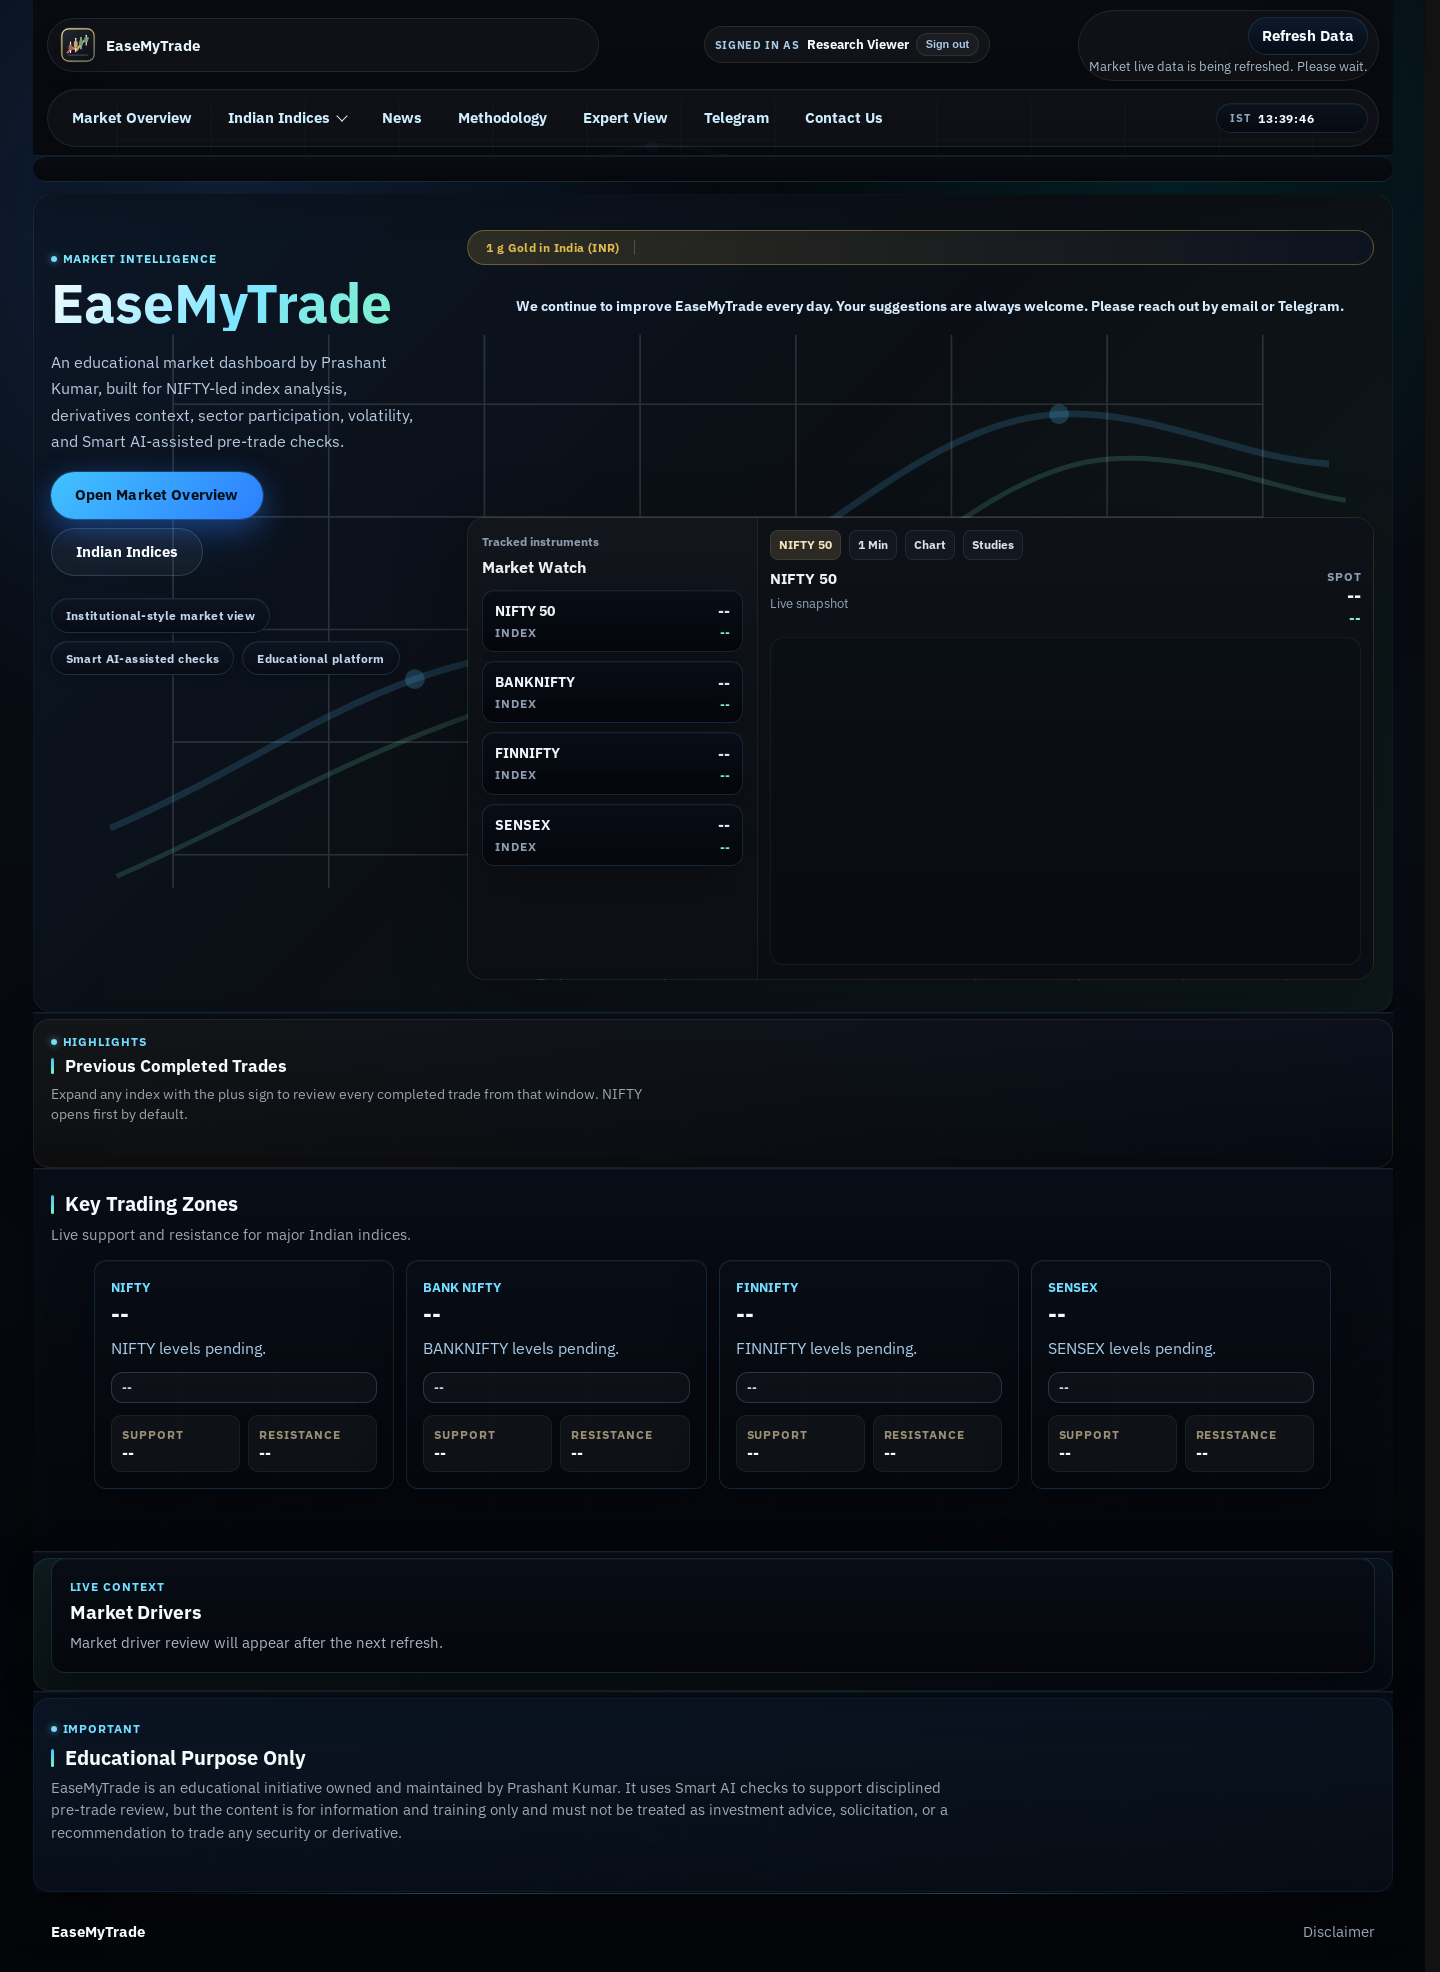 EaseMyTrade
SIGNED IN AS Research Viewer Sign out
Refresh Data
Market live data is being refreshed. Please wait.
Market Overview
Indian Indices
News
Methodology
Expert View
Telegram
Contact Us
IST 13:39:46
MARKET INTELLIGENCE
EaseMyTrade
An educational market dashboard by Prashant
Kumar, built for NIFTY-led index analysis,
derivatives context, sector participation, volatility,
and Smart AI-assisted pre-trade checks.
Open Market Overview
Indian Indices
Institutional-style market view
Smart AI-assisted checks
Educational platform
1 g Gold in India (INR)
We continue to improve EaseMyTrade every day. Your suggestions are always welcome. Please reach out by email or Telegram.
Tracked instruments
Market Watch
NIFTY 50 --
INDEX --
BANKNIFTY --
INDEX --
FINNIFTY --
INDEX --
SENSEX --
INDEX --
NIFTY 50
1 Min
Chart
Studies
NIFTY 50
Live snapshot
SPOT
--
--
HIGHLIGHTS
Previous Completed Trades
Expand any index with the plus sign to review every completed trade from that window. NIFTY
opens first by default.
Key Trading Zones
Live support and resistance for major Indian indices.
NIFTY
--
NIFTY levels pending.
--
SUPPORT
--
RESISTANCE
--
BANK NIFTY
--
BANKNIFTY levels pending.
--
SUPPORT
--
RESISTANCE
--
FINNIFTY
--
FINNIFTY levels pending.
--
SUPPORT
--
RESISTANCE
--
SENSEX
--
SENSEX levels pending.
--
SUPPORT
--
RESISTANCE
--
LIVE CONTEXT
Market Drivers
Market driver review will appear after the next refresh.
IMPORTANT
Educational Purpose Only
EaseMyTrade is an educational initiative owned and maintained by Prashant Kumar. It uses Smart AI checks to support disciplined
pre-trade review, but the content is for information and training only and must not be treated as investment advice, solicitation, or a
recommendation to trade any security or derivative.
EaseMyTrade
Disclaimer